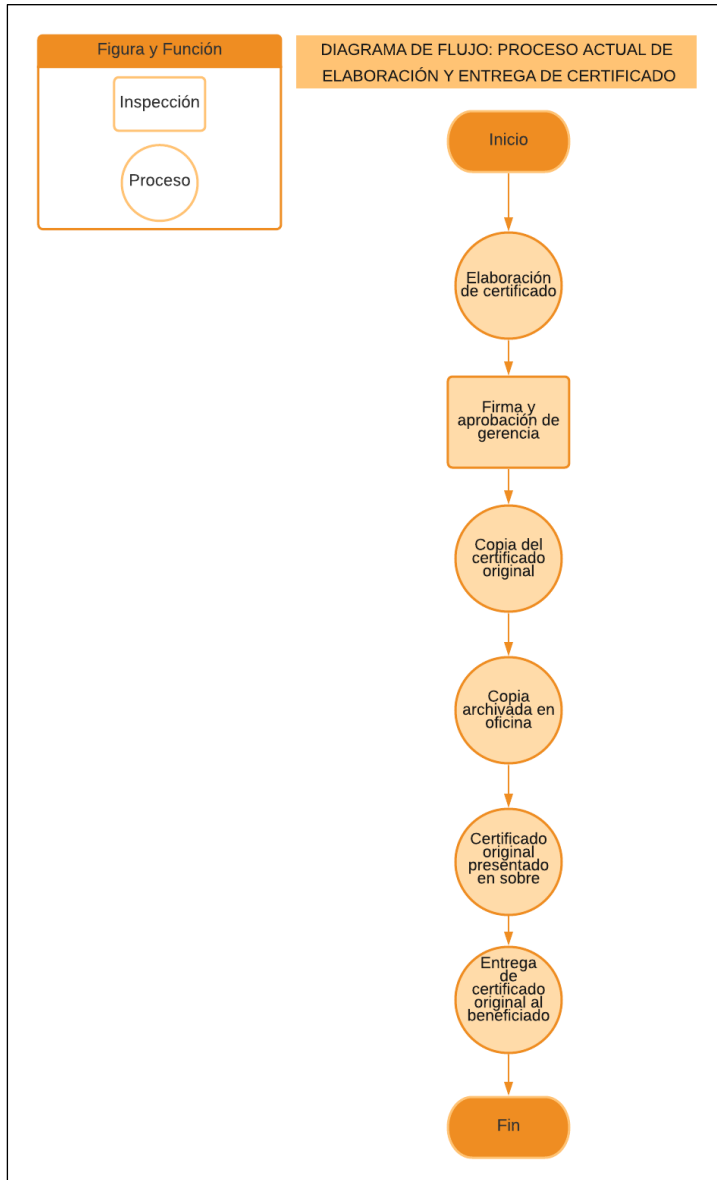 Figura y Función
Inspección
Proceso
DIAGRAMA DE FLUJO: PROCESO ACTUAL DE
ELABORACIÓN Y ENTREGA DE CERTIFICADO
Inicio
Elaboración
de certificado
Firma y
aprobación de
gerencia
Copia del
certificado
original
Copia
archivada en
oficina
Certificado
original
presentado
en sobre
Entrega
de
certificado
original al
beneficiado
Fin